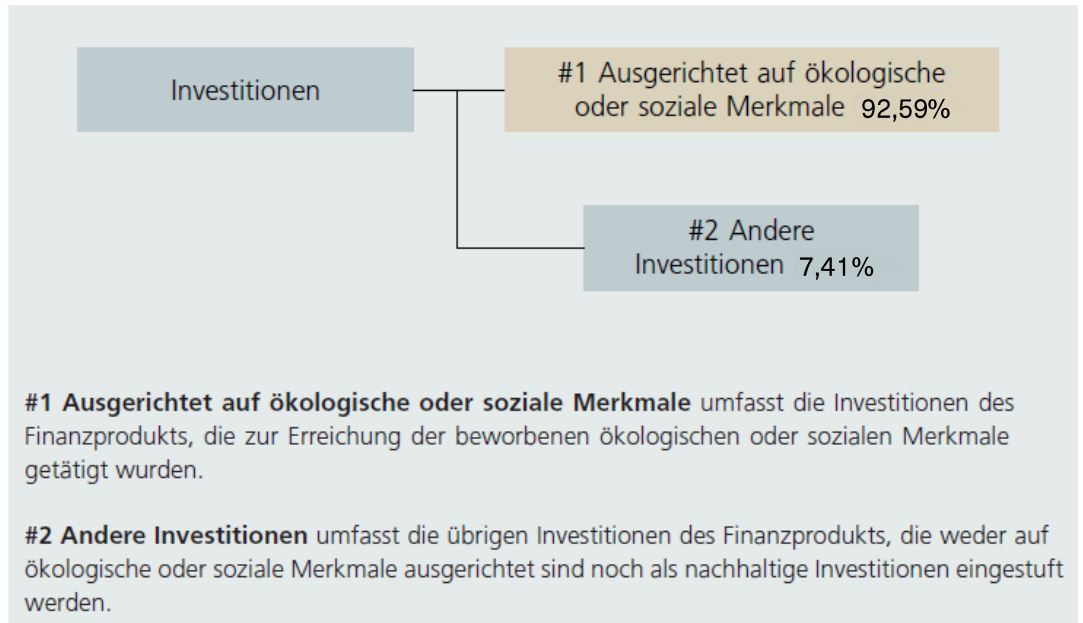 Investitionen
#1 Ausgerichtet auf ökologische
oder soziale Merkmale 92,59%
#2 Andere
Investitionen 7,41%
#1 Ausgerichtet auf ökologische oder soziale Merkmale umfasst die Investitionen des
Finanzprodukts, die zur Erreichung der beworbenen ökologischen oder sozialen Merkmale
getätigt wurden.
#2 Andere Investitionen umfasst die übrigen Investitionen des Finanzprodukts, die weder auf
ökologische oder soziale Merkmale ausgerichtet sind noch als nachhaltige Investitionen eingestuft
werden.